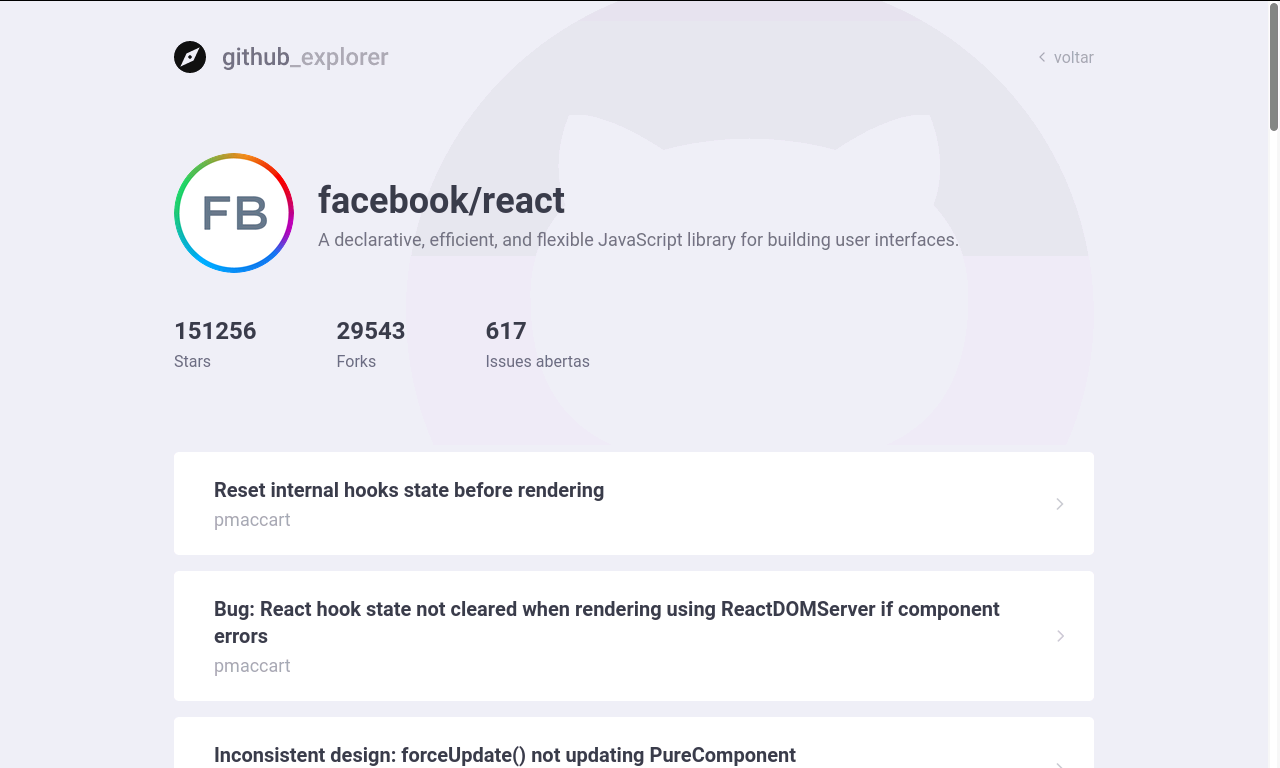 github_explorer
voltar
FB
facebook/react
A declarative, efficient, and flexible JavaScript library for building user interfaces.
151256
29543
617
Stars
Forks
Issues abertas
Reset internal hooks state before rendering
pmaccart
Bug: React hook state not cleared when rendering using ReactDOMServer if component
errors
pmaccart
Inconsistent design: forceUpdate() not updating PureComponent